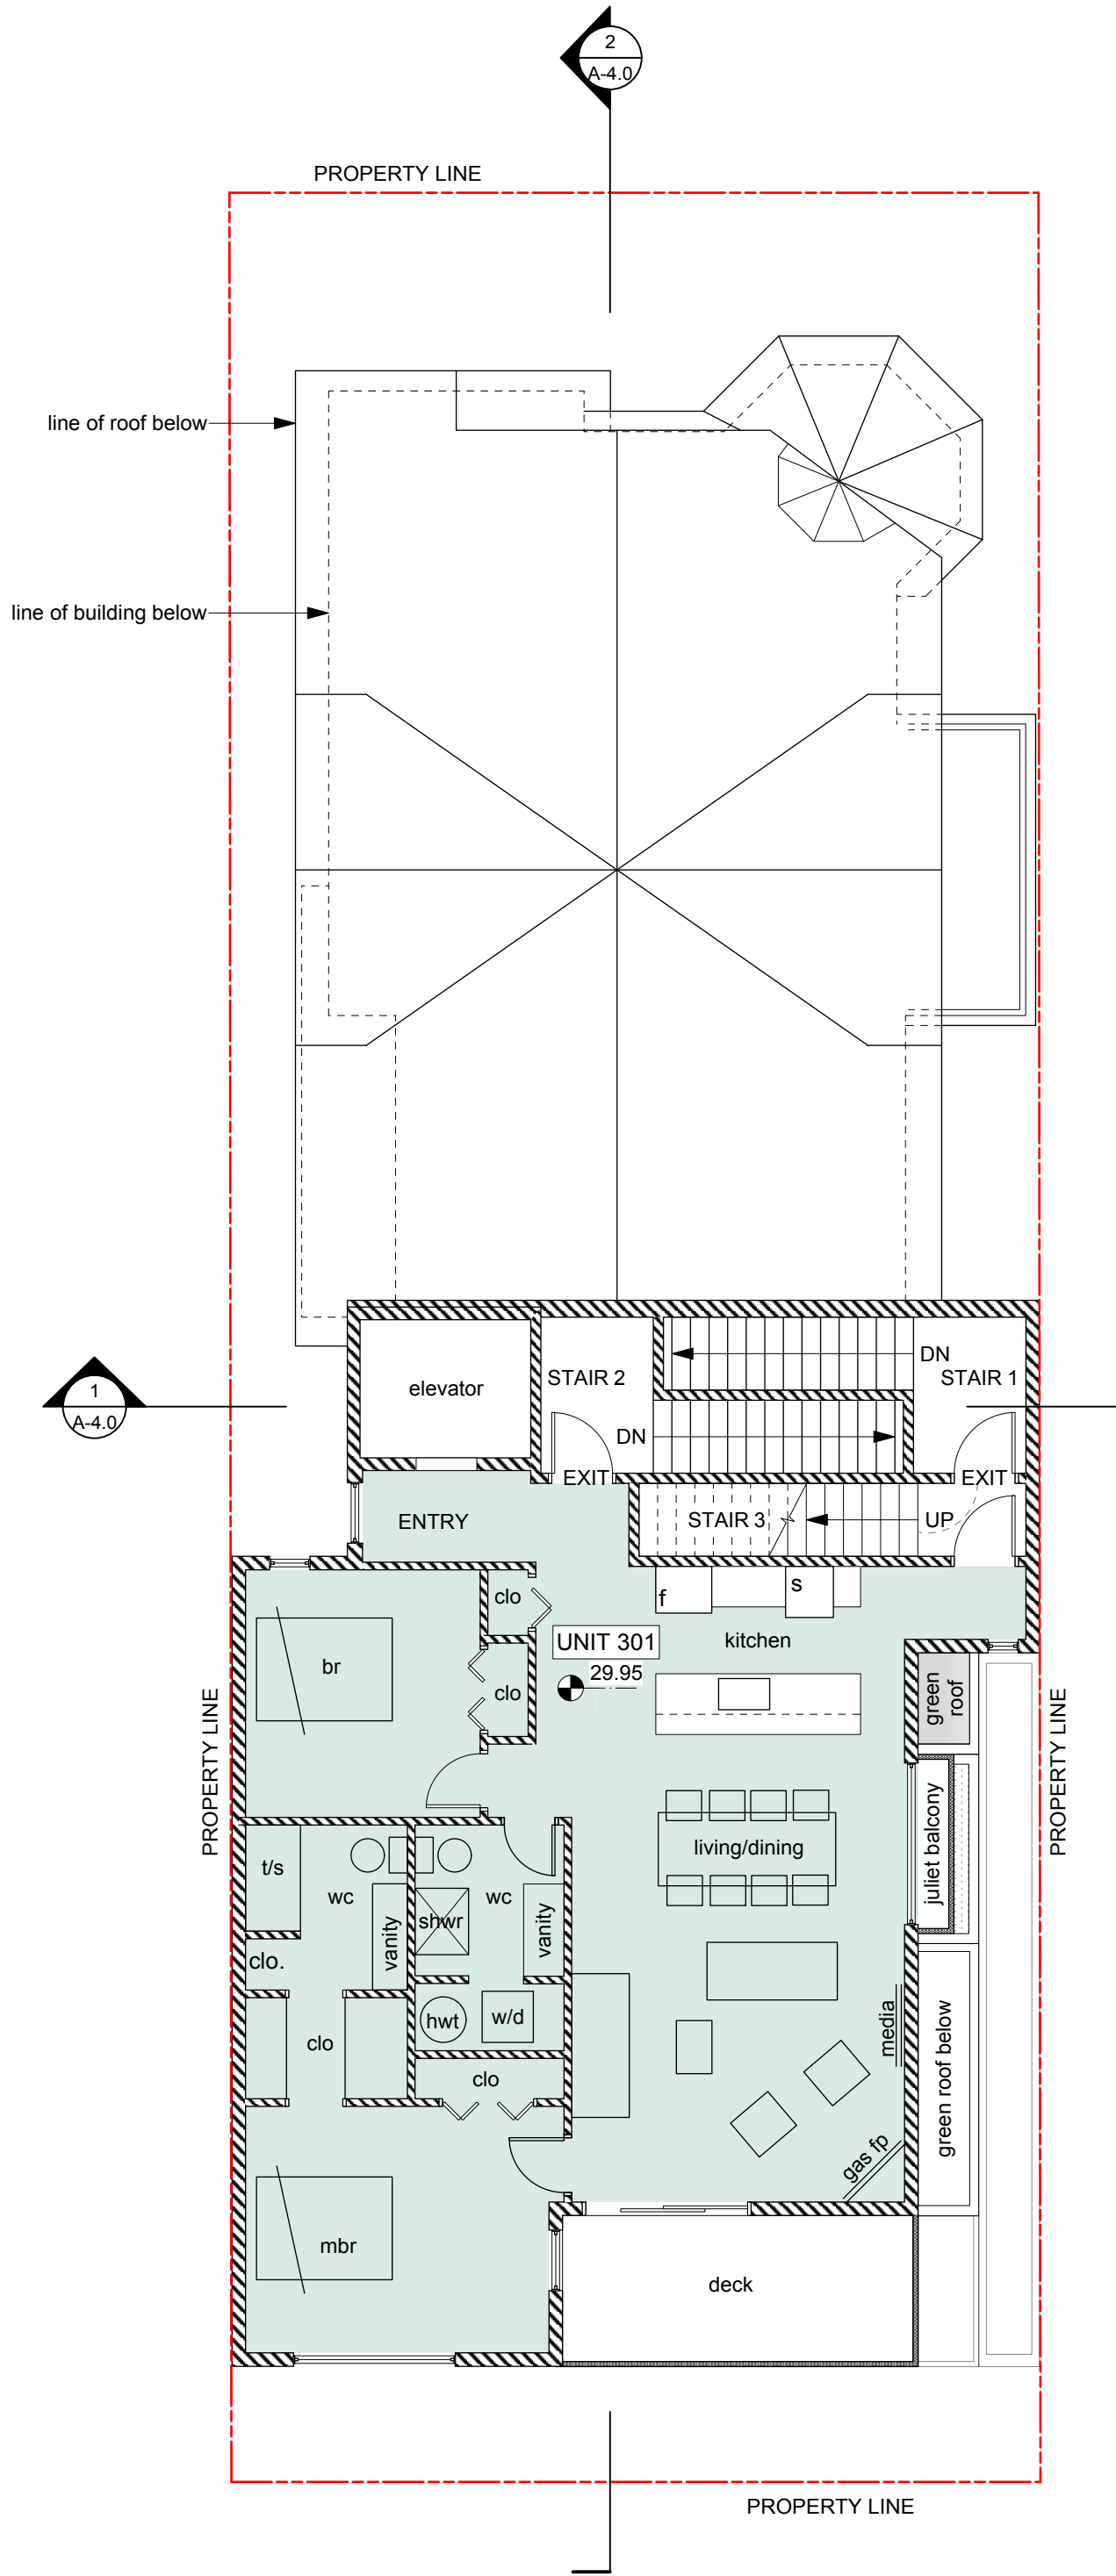 2
A-4.0
PROPERTY LINE
line of roof below
line of building below
DN
elevator
STAIR 2
STAIR 1
1
A-4.0
DN
EXIT
EXIT
ENTRY
STAIR 3
UP
f
s
clo
UNIT 301
kitchen
br
29.95
clo
green
roof
PROPERTY LINE
PROPERTY LINE
living/dining
juliet balcony
t/s
wc
wc
shwr
vanity
vanity
clo.
hwt
w/d
clo
media
clo
green roof below
gas fp
mbr
deck
PROPERTY LINE